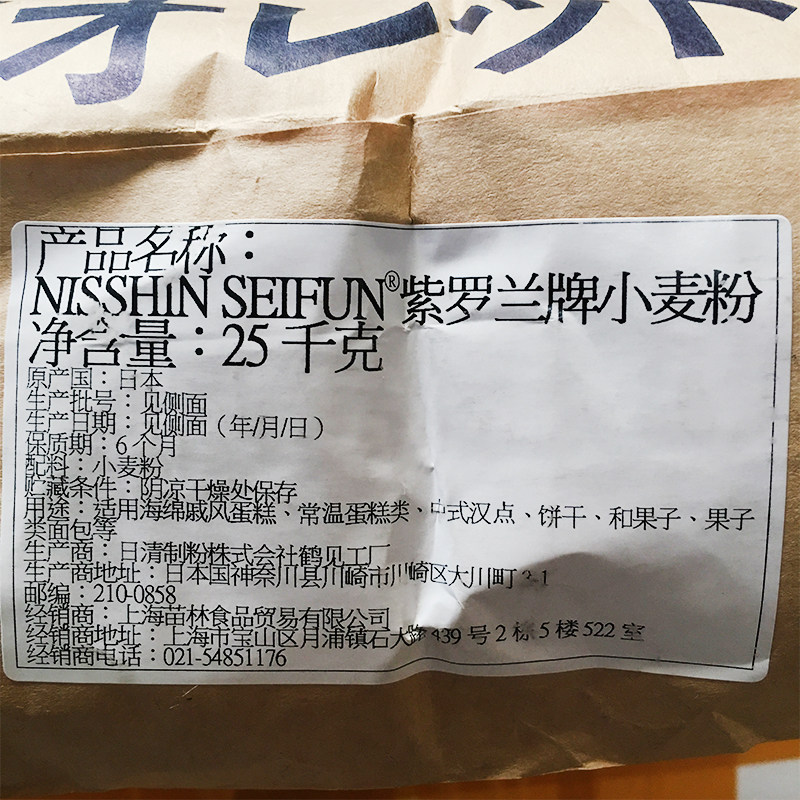 产品名称：
NISSHIN SEIFUN®紫罗兰牌小麦粉
净含量：25 千克
原产国：日本
生产批号：见侧面
生产日期：见侧面（年/月/日）
保质期：6 个月
配料：小麦粉
贮藏条件：阴凉干燥处保存
用途：适用海绵戚风蛋糕、常温蛋糕类、中式汉点、饼干、和果子、果子
类面包等
生产商：日清制粉株式会社鹤见工厂
生产商地址：日本国神奈川县川崎市川崎区大川町
邮编：210-0858
经销商：上海苗林食品贸易有限公司
经销商地址：上海市宝山区月浦镇石大路 439 号 2 栋 5 楼 522 室
经销商电话：021-54851176